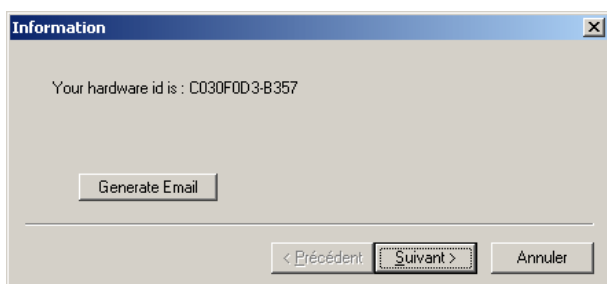 Information
Your hardware id is : C030F0D3-B357
Generate Email
< Précédent Suivant > Annuler